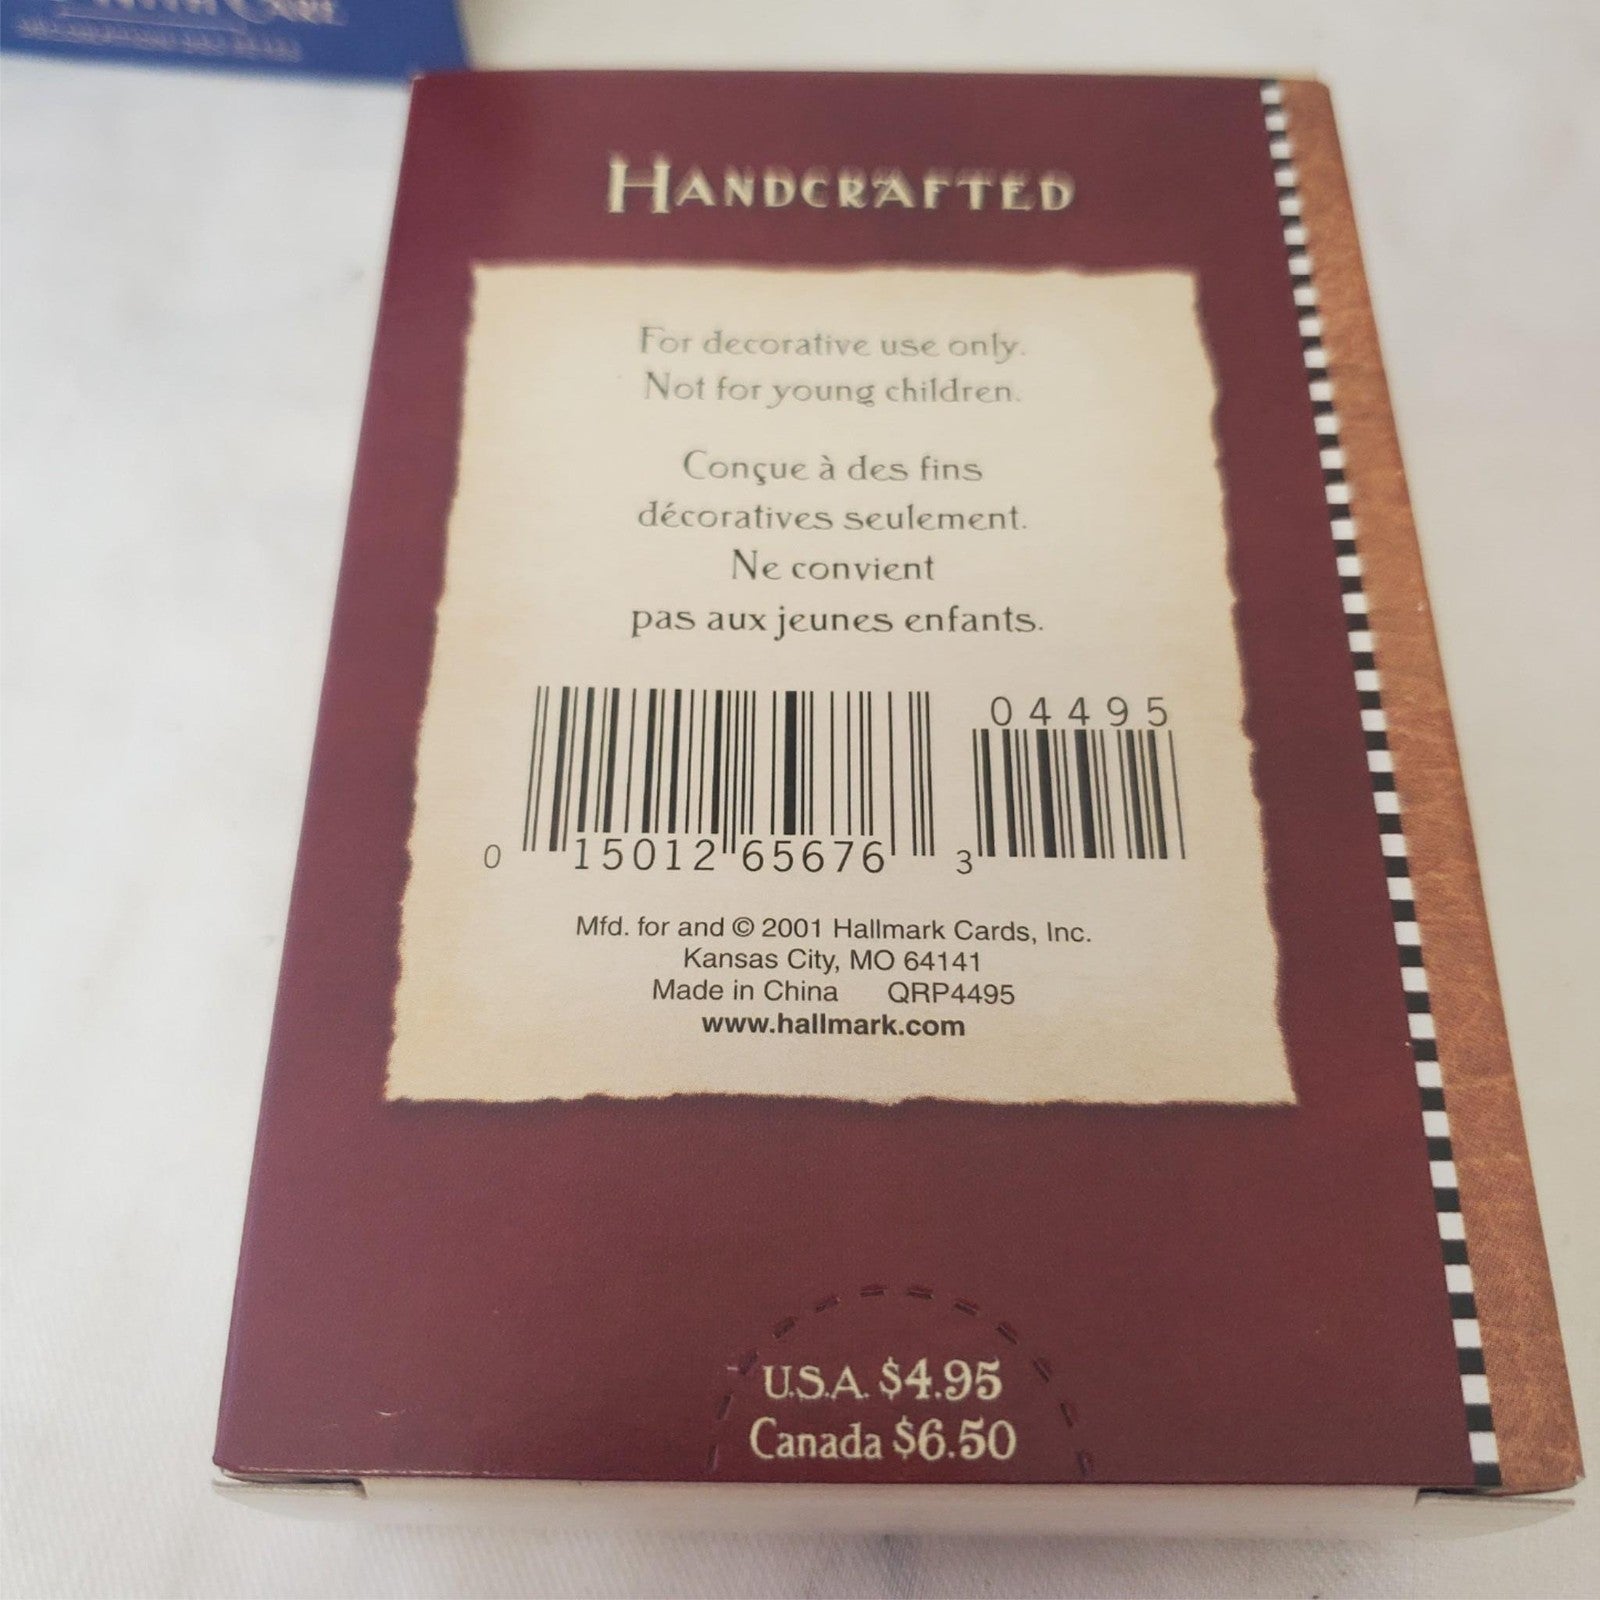 WITH CARE
HANDCRAFTED
For decorative use only.
Not for young children.
Conçue à des fins
décoratives seulement.
Ne convient
pas aux jeunes enfants.
04495
0 15012 65676 3
Mfd. for and © 2001 Hallmark Cards, Inc.
Kansas City, MO 64141
Made in China QRP4495
www.hallmark.com
U.S.A. $4.95
Canada $6.50